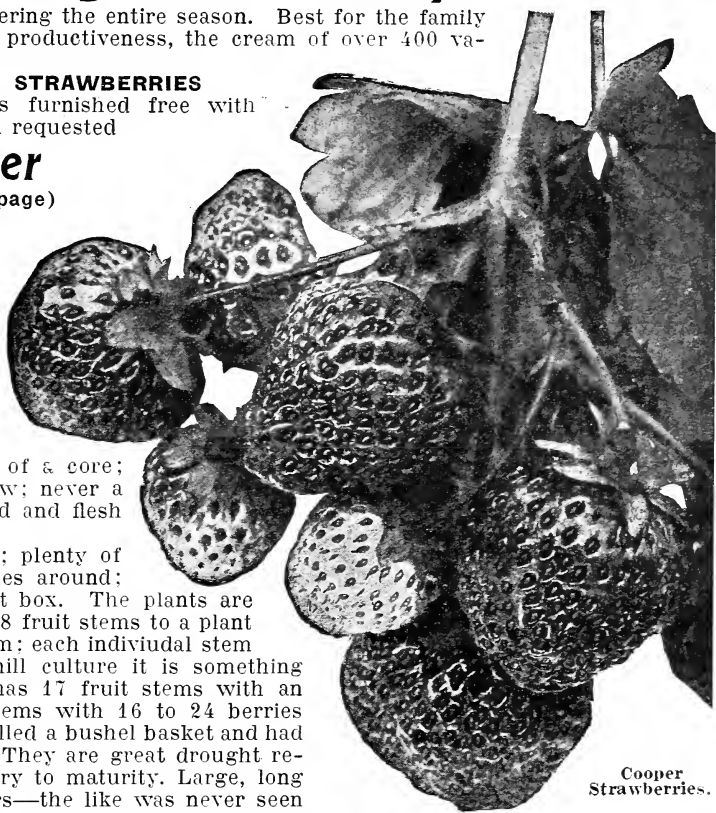 ering the entire season. Best for the family
productiveness, the cream of over 400 va-
STRAWBERRIES
s furnished free with
requested
er
page)
of a core;
w; never a
d and flesh
; plenty of
es around;
t box. The plants are
8 fruit stems to a plant
m; each indiviudal stem
hill culture it is something
has 17 fruit stems with an
ems with 16 to 24 berries
lled a bushel basket and had
They are great drought re-
ry to maturity. Large, long
rs—the like was never seen
Cooper
Strawberries.